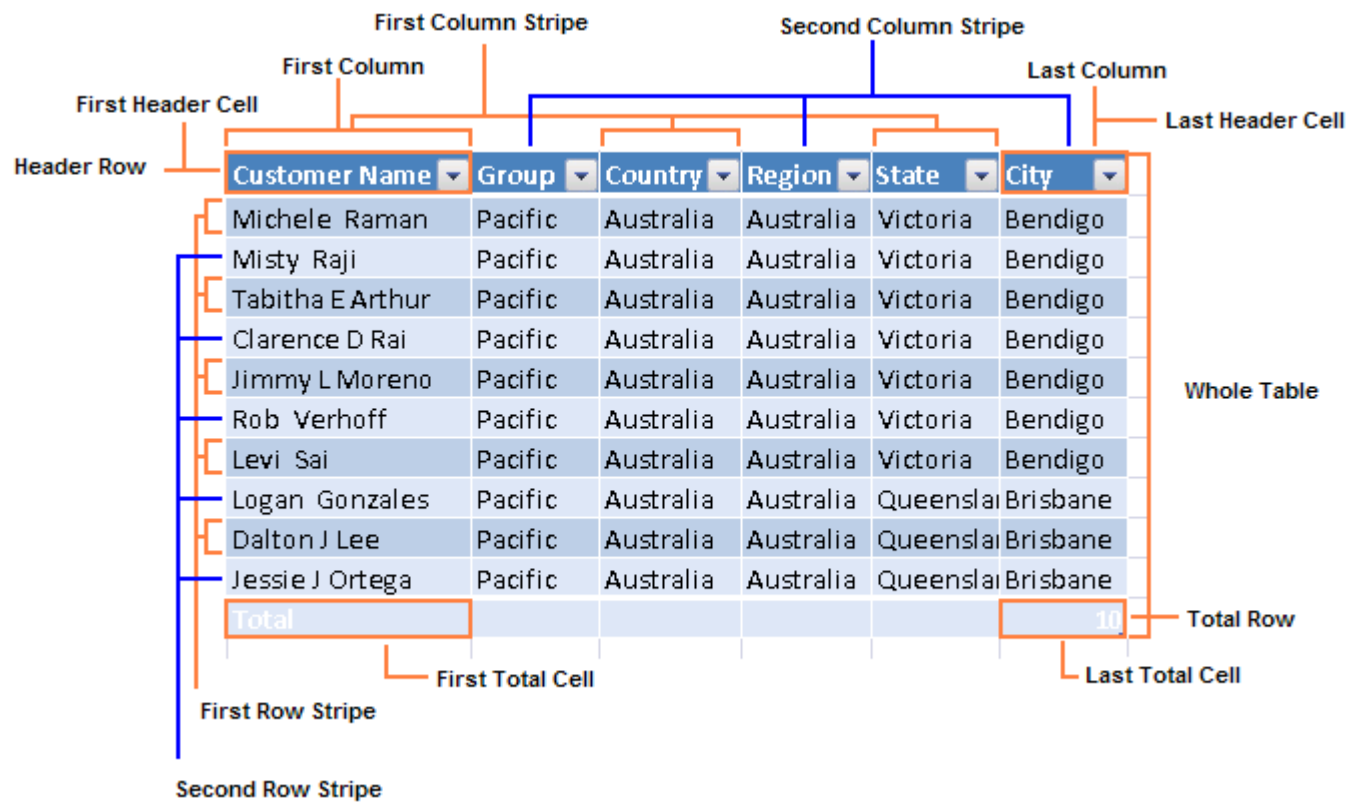 First Column Stripe
Second Column Stripe
First Column
Last Column
First Header Cell
Last Header Cell
Header Row
Customer Name Group Country Region State City
Michele Raman Pacific Australia Australia Victoria Bendigo
Misty Raji Pacific Australia Australia Victoria Bendigo
Tabitha E Arthur Pacific Australia Australia Victoria Bendigo
Clarence D Rai Pacific Australia Australia Victoria Bendigo
Jimmy L Moreno Pacific Australia Australia Victoria Bendigo
Whole Table
Rob Verhoff Pacific Australia Australia Victoria Bendigo
Levi Sai Pacific Australia Australia Victoria Bendigo
Logan Gonzales Pacific Australia Australia Queenslan Brisbane
Dalton J Lee Pacific Australia Australia Queenslan Brisbane
Jessie J Ortega Pacific Australia Australia Queenslan Brisbane
Total 10
Total Row
First Total Cell
Last Total Cell
First Row Stripe
Second Row Stripe